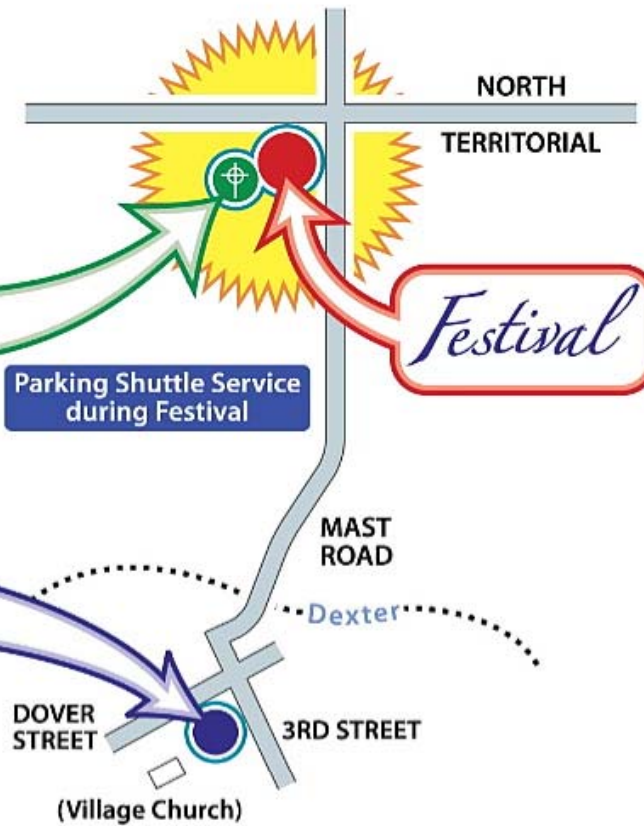 NORTH
TERRITORIAL
Festival
Parking Shuttle Service
during Festival
MAST
ROAD
Dexter
DOVER
STREET
3RD STREET
(Village Church)